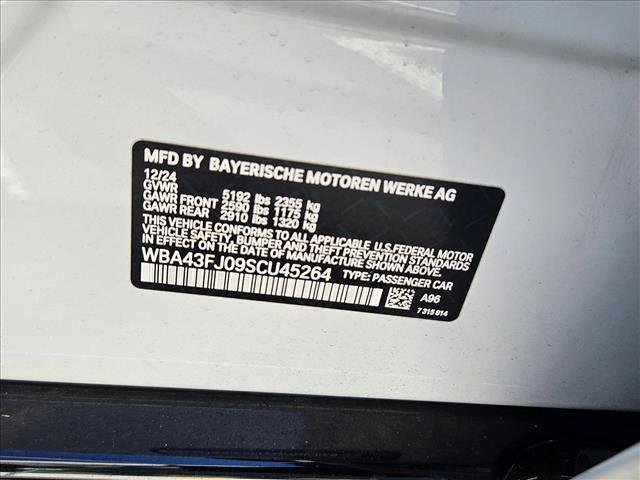 MFD BY BAYERISCHE MOTOREN WERKE AG
12/24
GVWR 5192 lbs 2355 kg
GAWR FRONT 2590 lbs 1175 kg
GAWR REAR 2910 lbs 1320 kg
THIS VEHICLE CONFORMS TO ALL APPLICABLE U.S. FEDERAL MOTOR
VEHICLE SAFETY, BUMPER AND THEFT PREVENTION STANDARDS
IN EFFECT ON THE DATE OF MANUFACTURE SHOWN ABOVE.
WBA43FJ09SCU45264 TYPE: PASSENGER CAR
A96
7 315 614